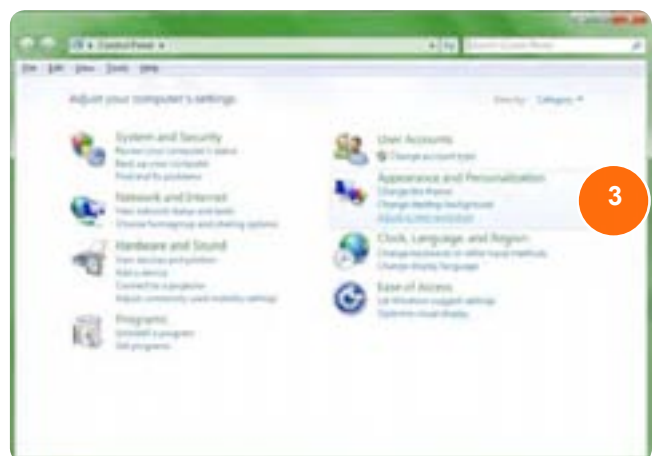 Control Panel
File Edit View Tools Help
Adjust your computer's settings
View by: Category
System and Security
Review your computer's status
Back up your computer
Find and fix problems
Network and Internet
View network status and tasks
Choose homegroup and sharing options
Hardware and Sound
View devices and printers
Add a device
Connect to a projector
Adjust commonly used mobility settings
Programs
Uninstall a program
Get programs
User Accounts
Change account type
Appearance and Personalization
Change the theme
Change desktop background
Adjust screen resolution
Clock, Language, and Region
Change keyboards or other input methods
Change display language
Ease of Access
Let Windows suggest settings
Optimize visual display
3